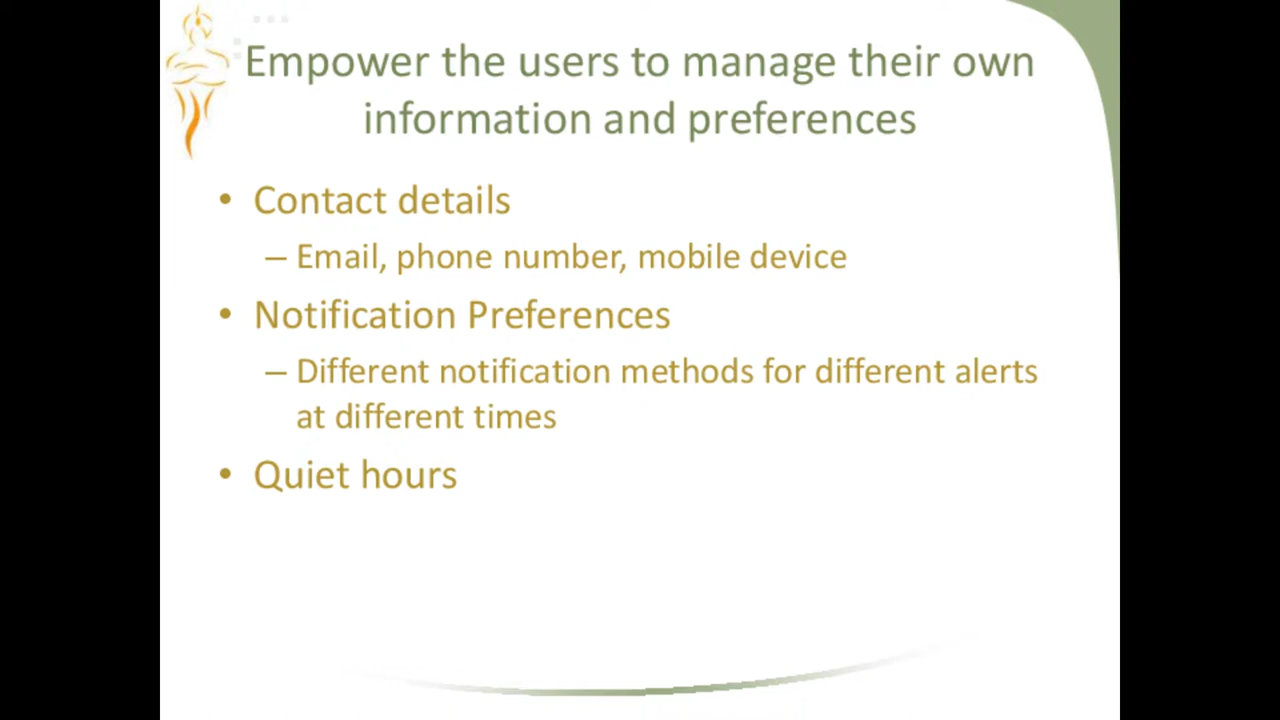 Empower the users to manage their own
information and preferences
• Contact details
– Email, phone number, mobile device
• Notification Preferences
– Different notification methods for different alerts
at different times
• Quiet hours